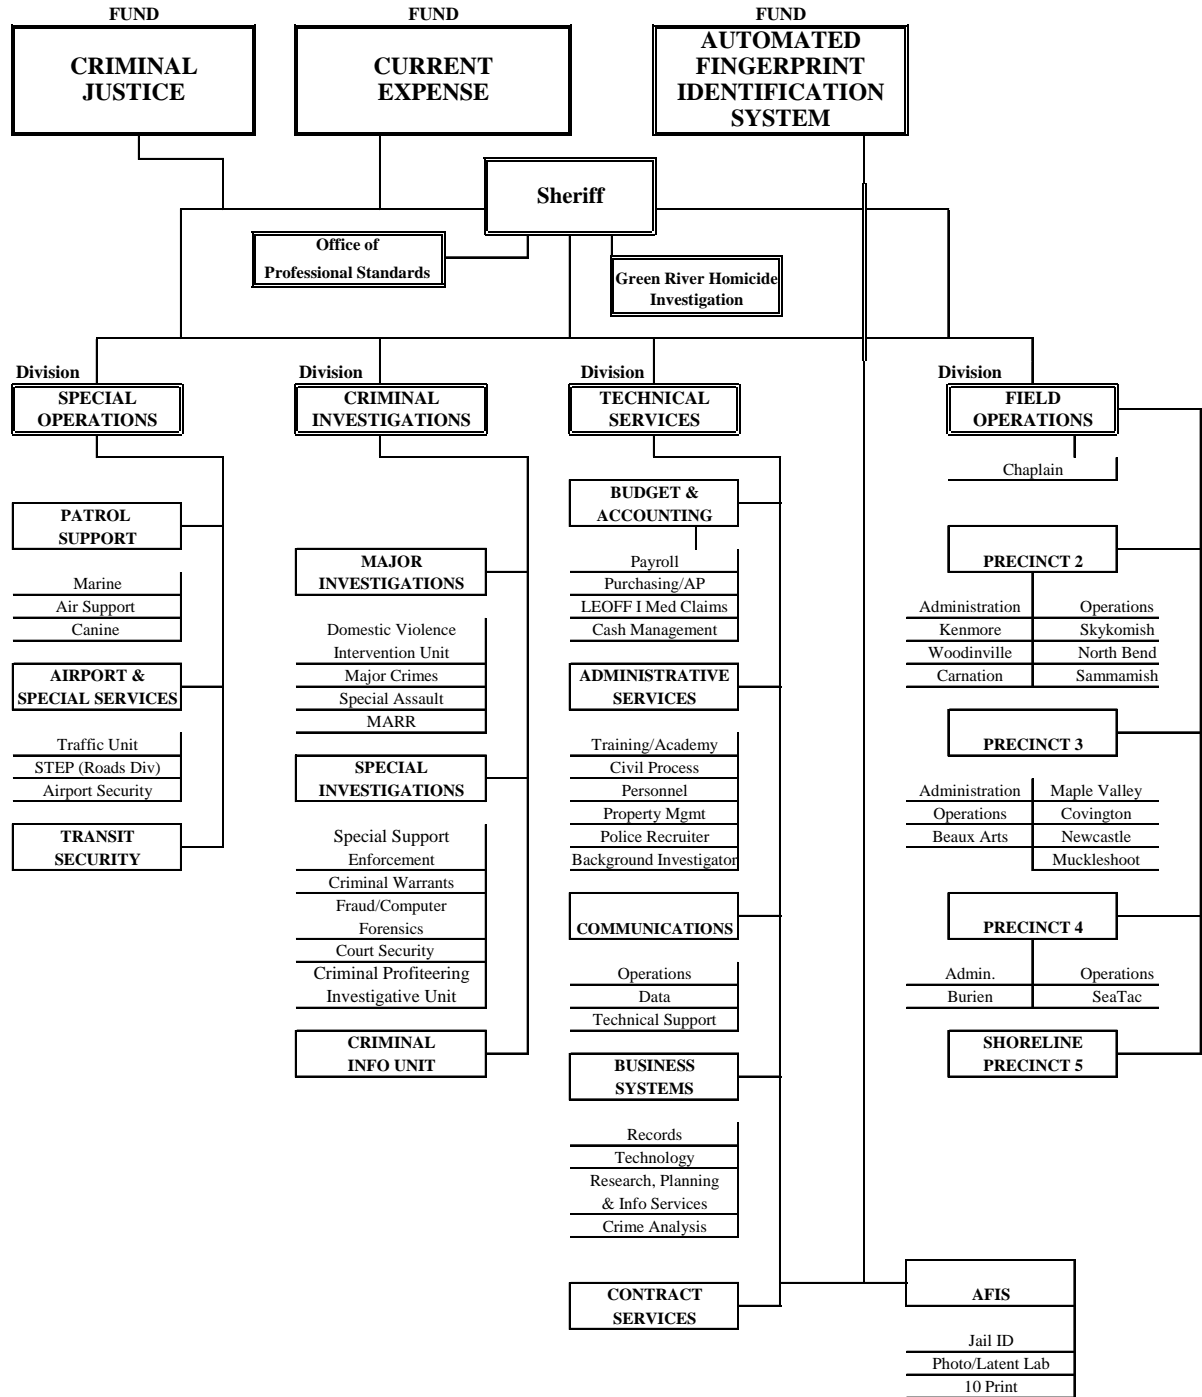 FUND
CRIMINAL
JUSTICE
FUND
CURRENT
EXPENSE
FUND
AUTOMATED
FINGERPRINT
IDENTIFICATION
SYSTEM
Sheriff
Office of
Professional Standards
Green River Homicide
Investigation
Division
SPECIAL
OPERATIONS
PATROL
SUPPORT
Marine
Air Support
Canine
AIRPORT &
SPECIAL SERVICES
Traffic Unit
STEP (Roads Div)
Airport Security
TRANSIT
SECURITY
Division
CRIMINAL
INVESTIGATIONS
MAJOR
INVESTIGATIONS
Domestic Violence
Intervention Unit
Major Crimes
Special Assault
MARR
SPECIAL
INVESTIGATIONS
Special Support
Enforcement
Criminal Warrants
Fraud/Computer
Forensics
Court Security
Criminal Profiteering
Investigative Unit
CRIMINAL
INFO UNIT
Division
TECHNICAL
SERVICES
BUDGET &
ACCOUNTING
Payroll
Purchasing/AP
LEOFF I Med Claims
Cash Management
ADMINISTRATIVE
SERVICES
Training/Academy
Civil Process
Personnel
Property Mgmt
Police Recruiter
Background Investigator
COMMUNICATIONS
Operations
Data
Technical Support
BUSINESS
SYSTEMS
Records
Technology
Research, Planning
& Info Services
Crime Analysis
CONTRACT
SERVICES
Division
FIELD
OPERATIONS
Chaplain
PRECINCT 2
Administration
Operations
Kenmore
Skykomish
Woodinville
North Bend
Carnation
Sammamish
PRECINCT 3
Administration
Maple Valley
Operations
Covington
Beaux Arts
Newcastle
Muckleshoot
PRECINCT 4
Admin.
Operations
Burien
SeaTac
SHORELINE
PRECINCT 5
AFIS
Jail ID
Photo/Latent Lab
10 Print